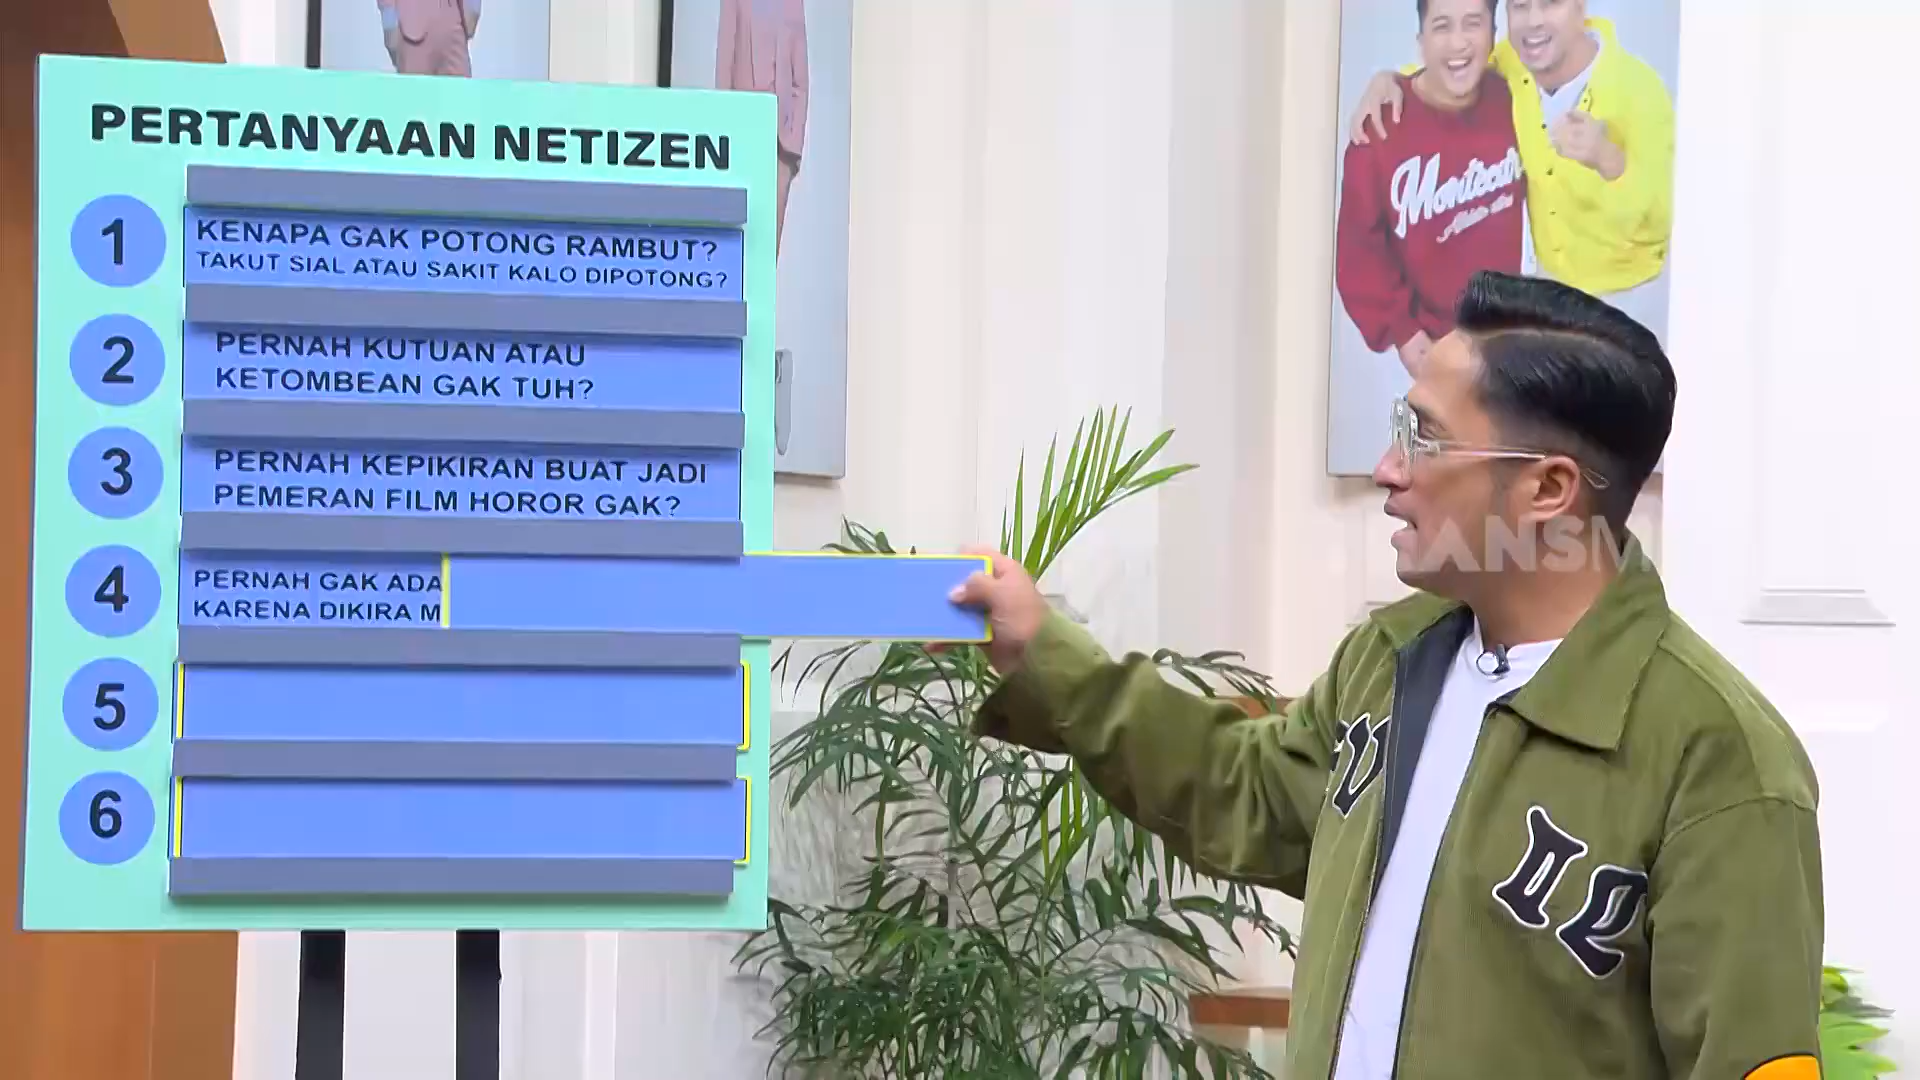 PERTANYAAN NETIZEN
1
KENAPA GAK POTONG RAMBUT?
TAKUT SIAL ATAU SAKIT KALO DIPOTONG?
2
PERNAH KUTUAN ATAU
KETOMBEAN GAK TUH?
3
PERNAH KEPIKIRAN BUAT JADI
PEMERAN FILM HOROR GAK?
4
PERNAH GAK ADA
KARENA DIKIRA M
5
6